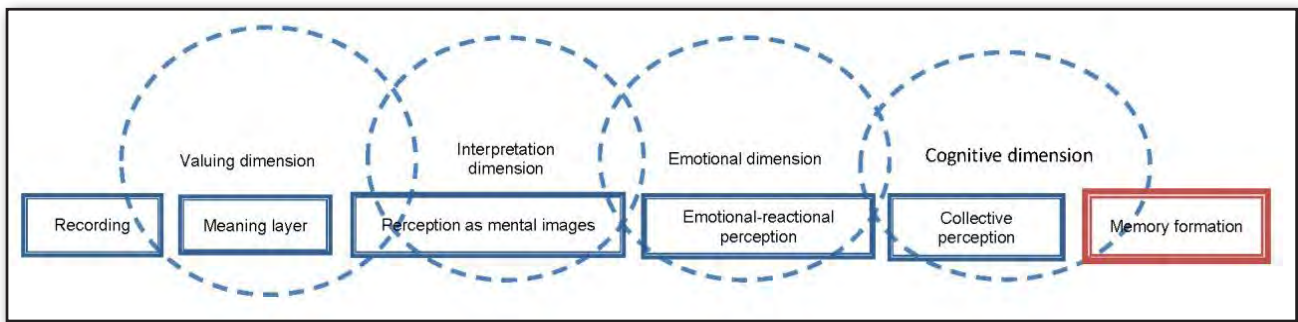 Valuing dimension
Interpretation
dimension
Emotional dimension
Cognitive dimension
Recording
Meaning layer
Perception as mental images
Emotional-reactional
perception
Collective
perception
Memory formation